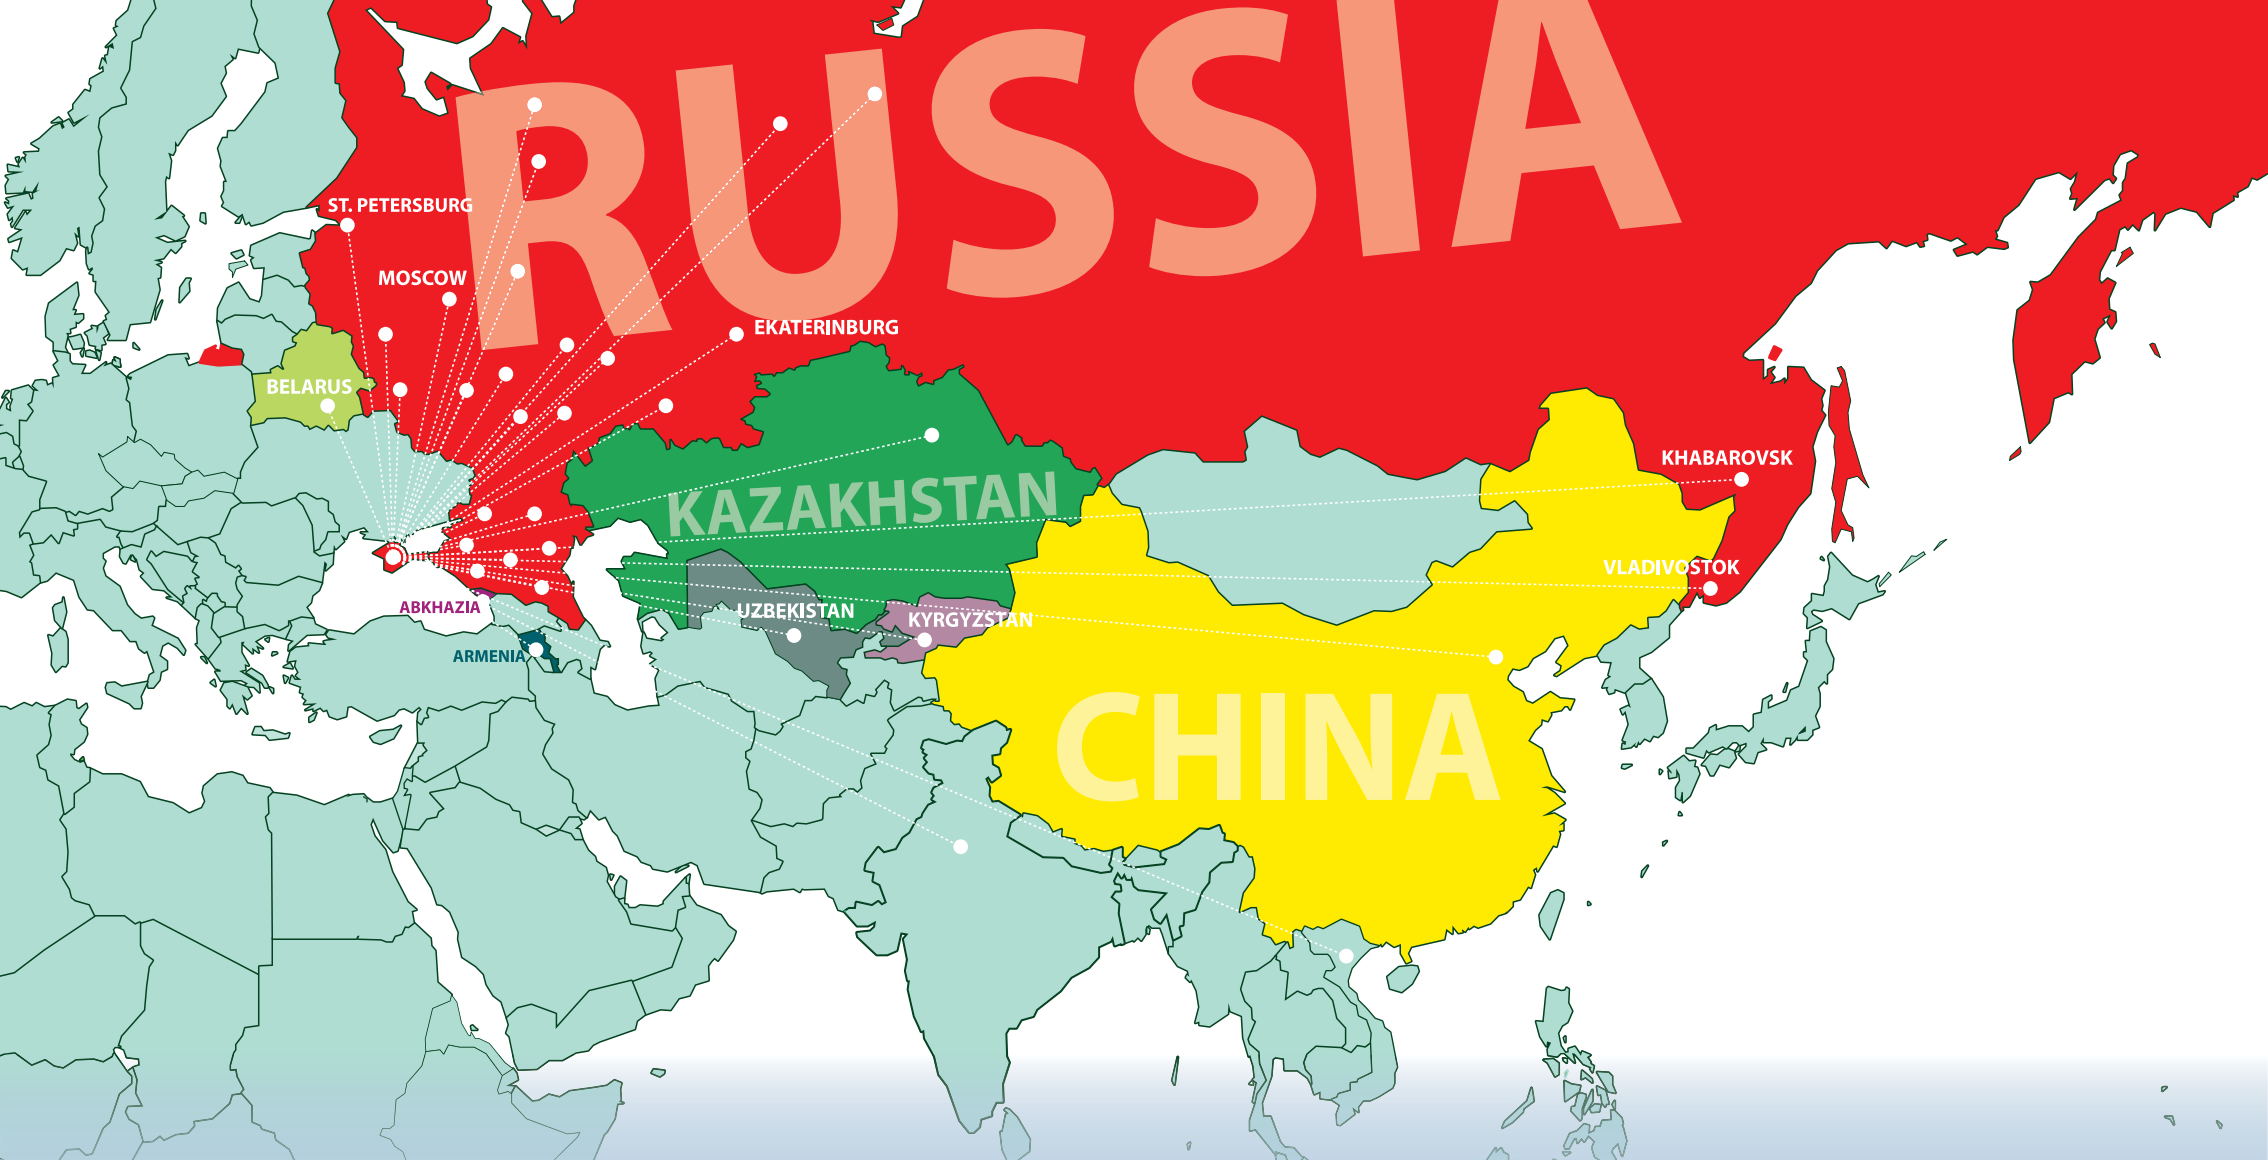 RUSSIA
ST. PETERSBURG
MOSCOW
EKATERINBURG
BELARUS
KHABAROVSK
KAZAKHSTAN
VLADIVOSTOK
ABKHAZIA
UZBEKISTAN
KYRGYZSTAN
ARMENIA
CHINA